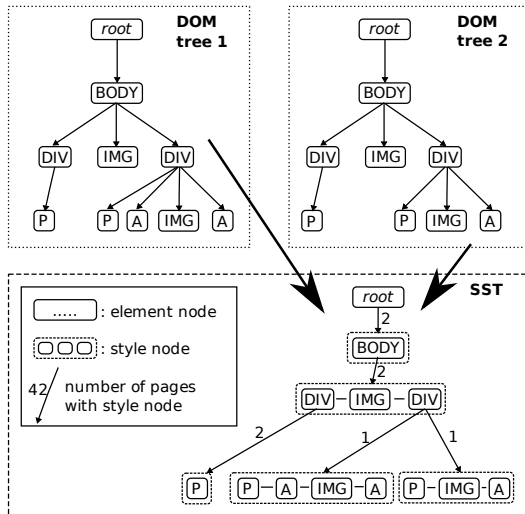 DOM
tree 1
root
BODY
DIV
IMG
DIV
P
P
A
IMG
A
DOM
tree 2
root
BODY
DIV
IMG
DIV
P
P
IMG
A
SST
root
2
BODY
2
DIV
IMG
DIV
2
1
1
P
P
A
IMG
A
P
IMG
A
.....
: element node
: style node
42
number of pages
with style node